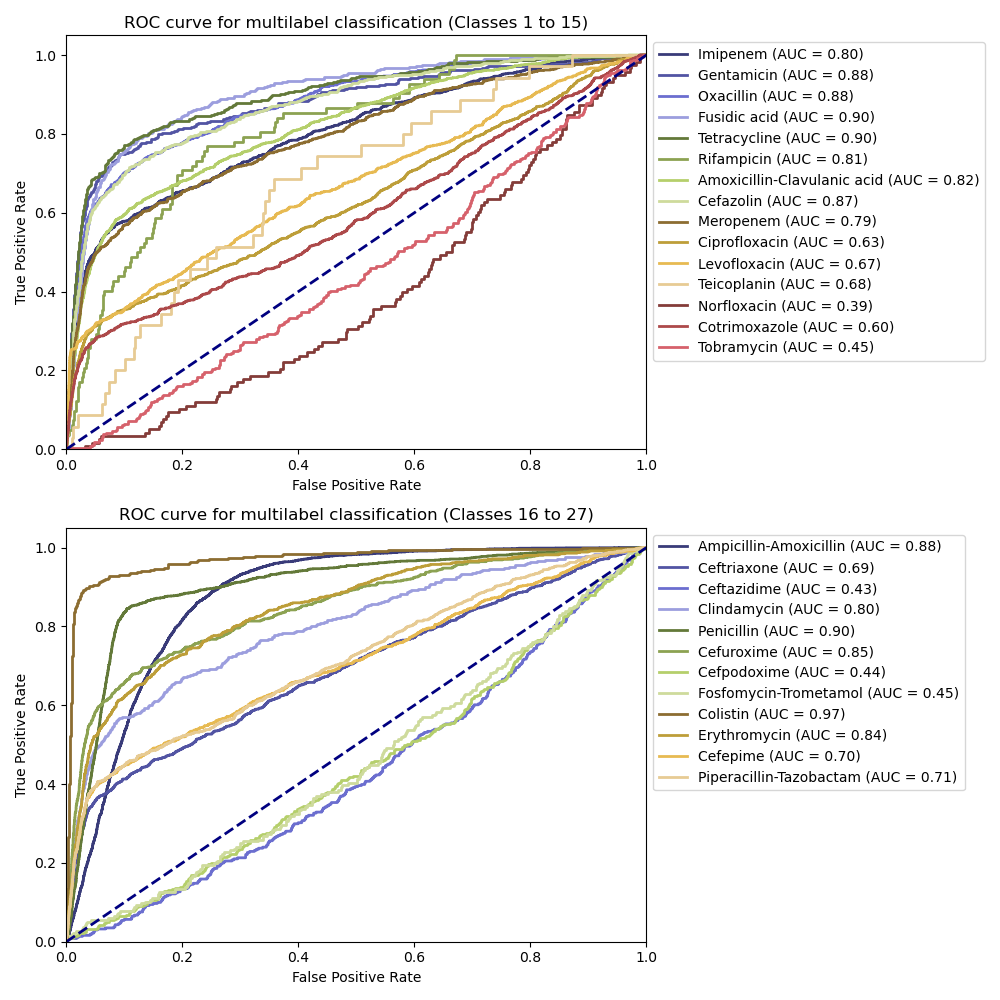 ROC curve for multilabel classification (Classes 1 to 15)
1.0
0.8
0.6
0.4
0.2
0.0
True Positive Rate
0.0 0.2 0.4 0.6 0.8 1.0
False Positive Rate
Imipenem (AUC = 0.80)
Gentamicin (AUC = 0.88)
Oxacillin (AUC = 0.88)
Fusidic acid (AUC = 0.90)
Tetracycline (AUC = 0.90)
Rifampicin (AUC = 0.81)
Amoxicillin-Clavulanic acid (AUC = 0.82)
Cefazolin (AUC = 0.87)
Meropenem (AUC = 0.79)
Ciprofloxacin (AUC = 0.63)
Levofloxacin (AUC = 0.67)
Teicoplanin (AUC = 0.68)
Norfloxacin (AUC = 0.39)
Cotrimoxazole (AUC = 0.60)
Tobramycin (AUC = 0.45)
ROC curve for multilabel classification (Classes 16 to 27)
1.0
0.8
0.6
0.4
0.2
0.0
True Positive Rate
0.0 0.2 0.4 0.6 0.8 1.0
False Positive Rate
Ampicillin-Amoxicillin (AUC = 0.88)
Ceftriaxone (AUC = 0.69)
Ceftazidime (AUC = 0.43)
Clindamycin (AUC = 0.80)
Penicillin (AUC = 0.90)
Cefuroxime (AUC = 0.85)
Cefpodoxime (AUC = 0.44)
Fosfomycin-Trometamol (AUC = 0.45)
Colistin (AUC = 0.97)
Erythromycin (AUC = 0.84)
Cefepime (AUC = 0.70)
Piperacillin-Tazobactam (AUC = 0.71)